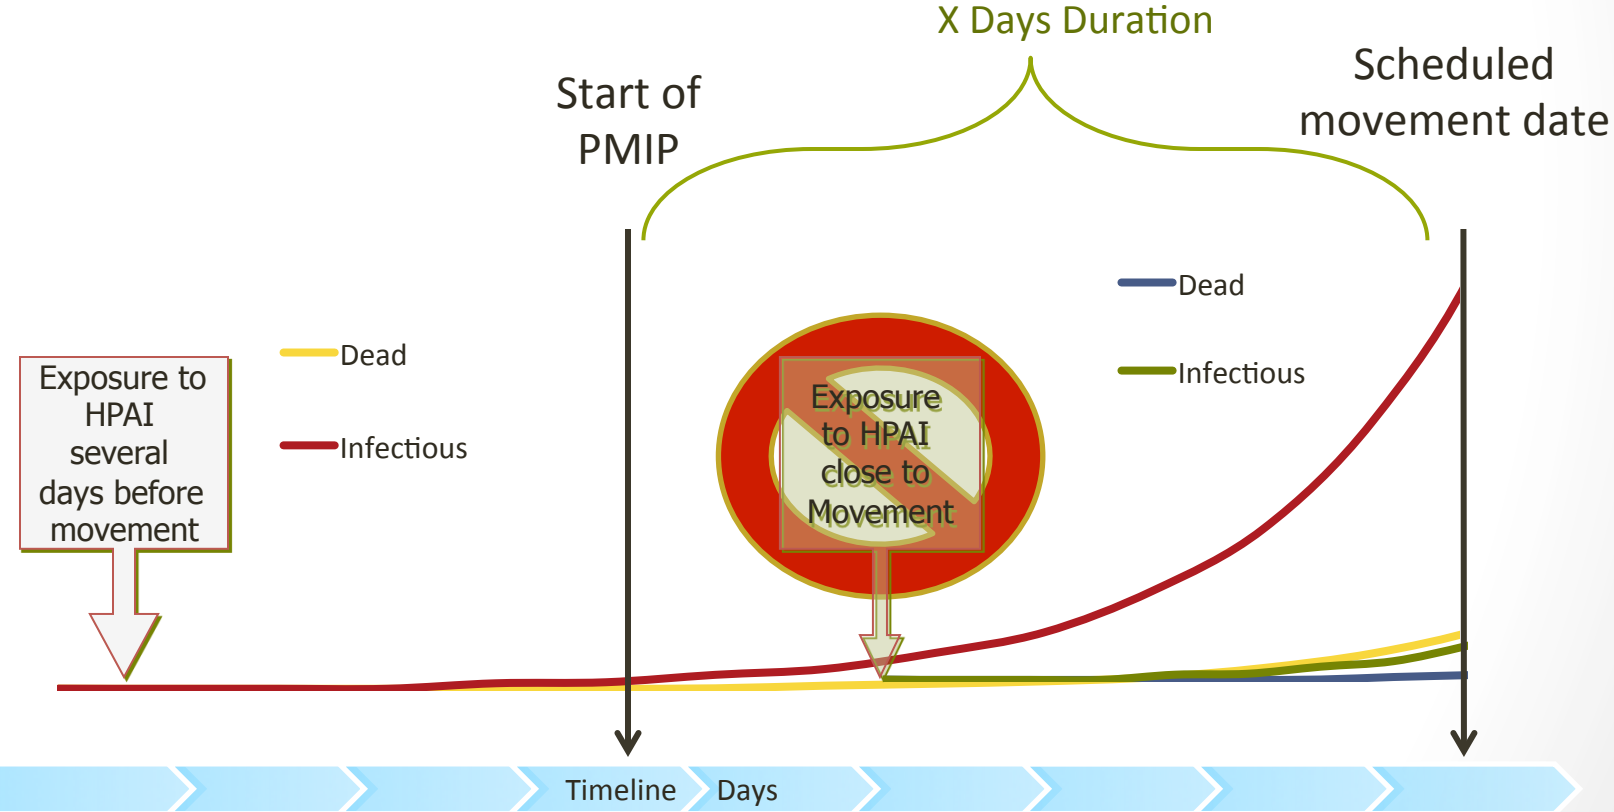 X Days Duration
Start of
PMIP
Scheduled
movement date
Dead
Infectious
Exposure to
HPAI
several
days before
movement
Exposure
to HPAI
close to
Movement
Dead
Infectious
Timeline Days